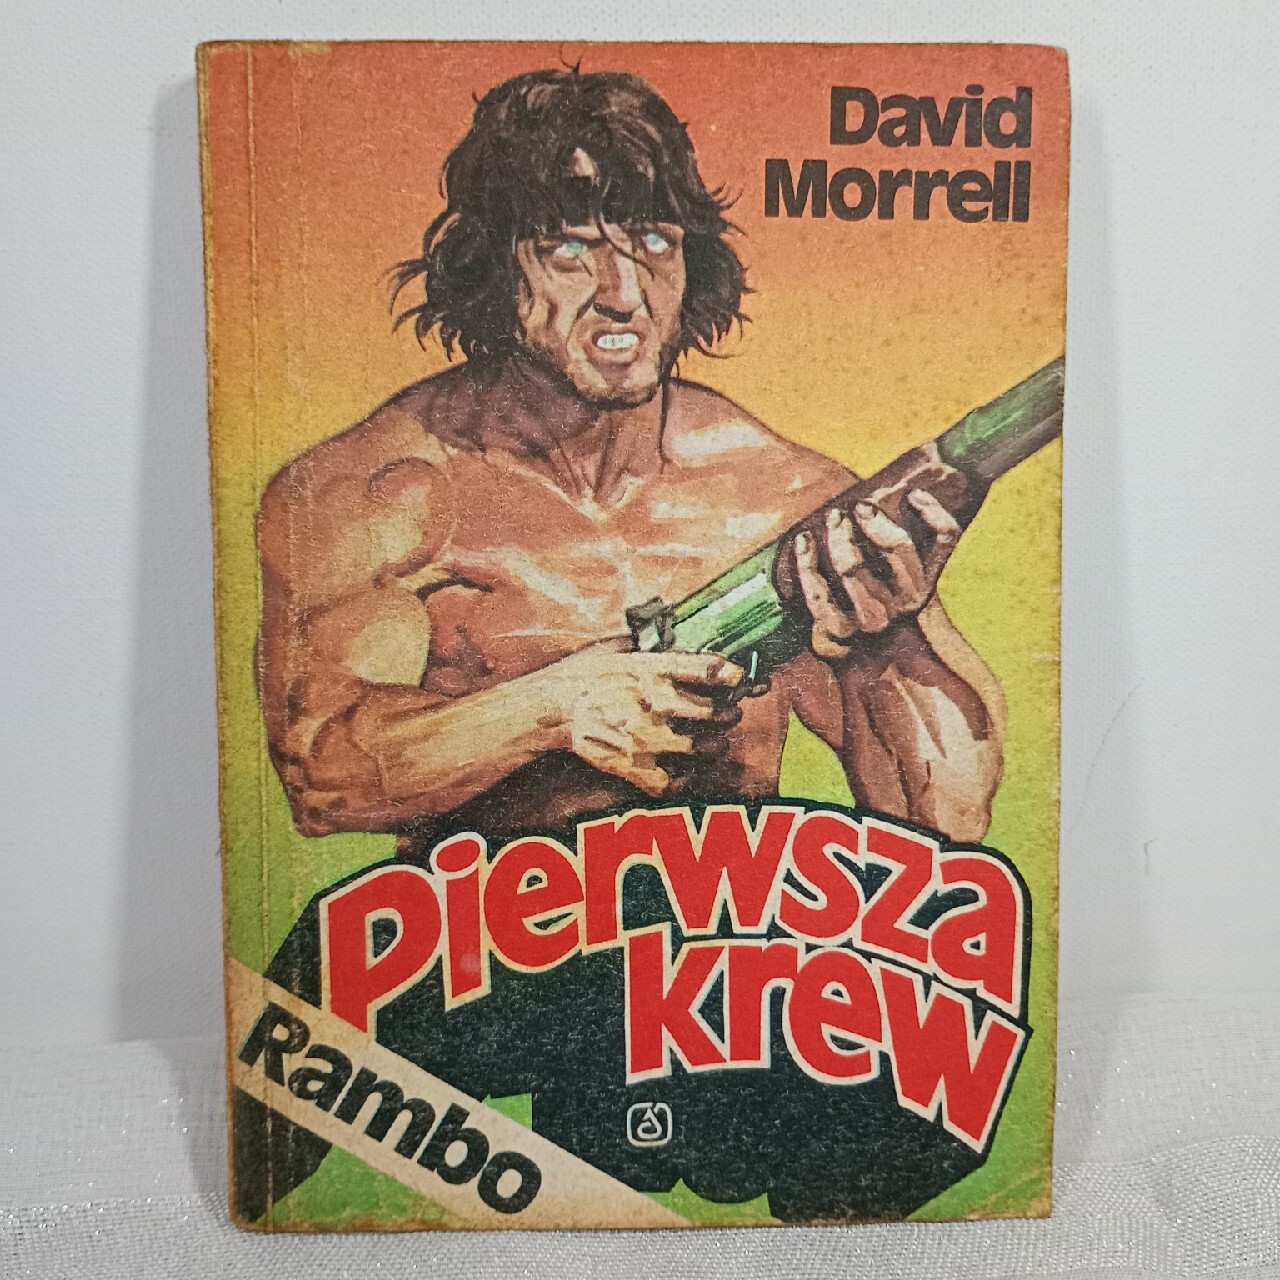 David
Morrell
Pierwsza
krew
Rambo